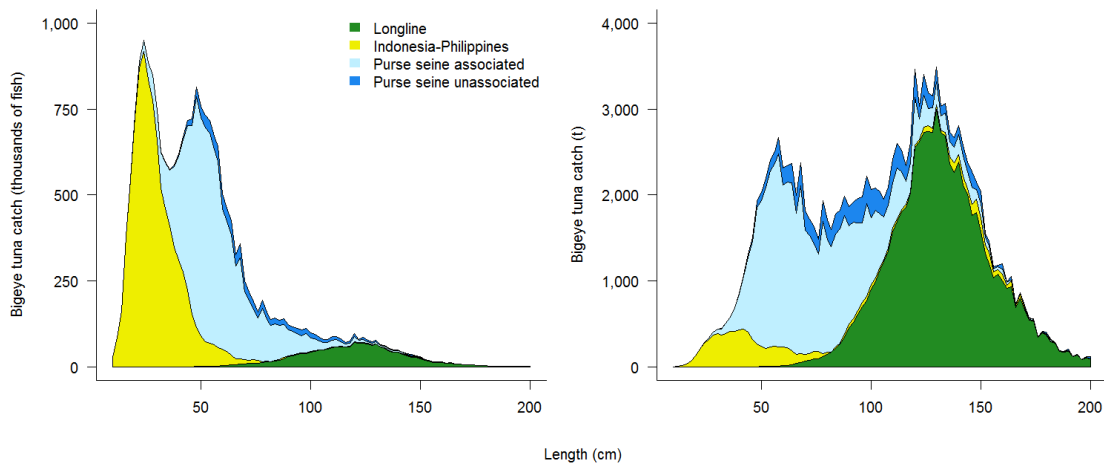 Bigeye tuna catch (thousands of fish)
1,000
750
500
250
0
50
100
150
200
Longline
Indonesia-Philippines
Purse seine associated
Purse seine unassociated
Bigeye tuna catch (t)
4,000
3,000
2,000
1,000
0
50
100
150
200
Length (cm)